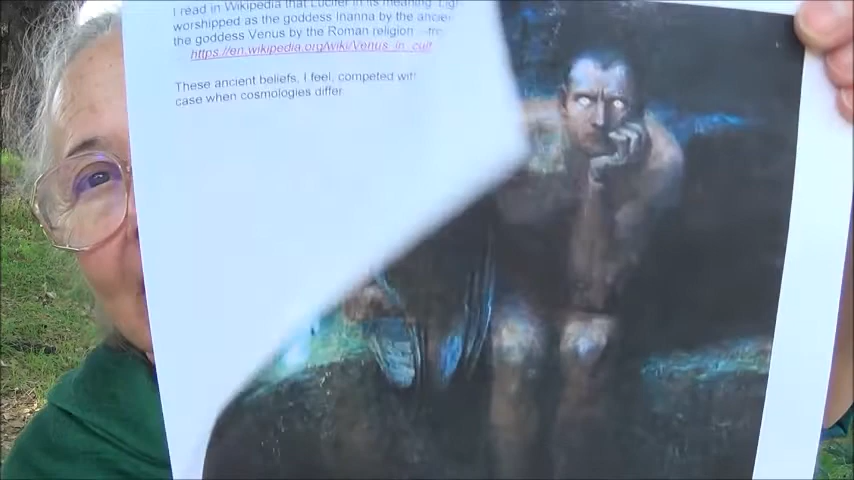 I read in Wikipedia that Lucifer in its meaning
worshipped as the goddess Inanna by the
the goddess Venus by the Roman religion
https://en.wikipedia.org/wiki/Venus_in_cult
These ancient beliefs, I feel, competed
case when cosmologies differ